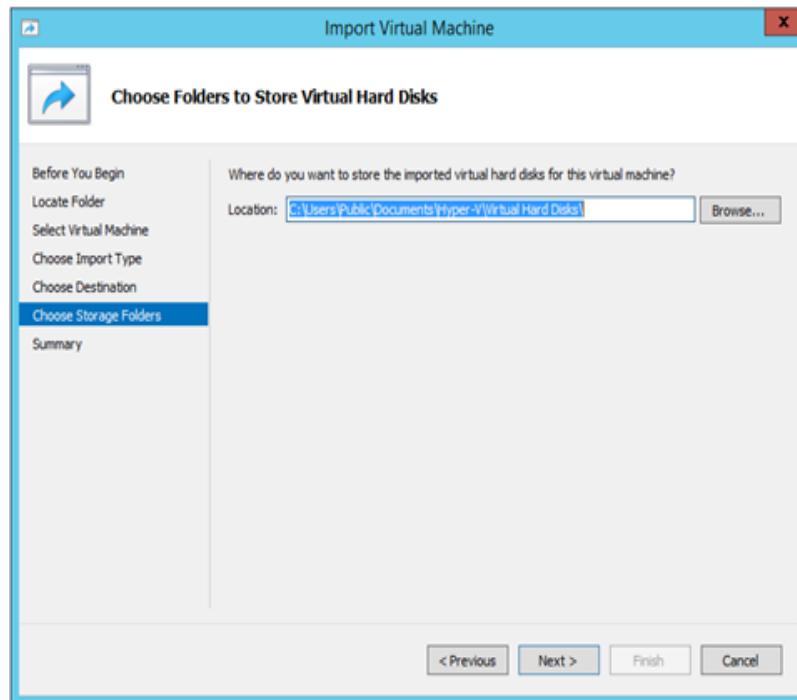 Import Virtual Machine
x
Choose Folders to Store Virtual Hard Disks
Before You Begin
Locate Folder
Select Virtual Machine
Choose Import Type
Choose Destination
Choose Storage Folders
Summary
Where do you want to store the imported virtual hard disks for this virtual machine?
Location: C:\Users\Public\Documents\Hyper-V\Virtual Hard Disks\ Browse...
< Previous Next > Finish Cancel